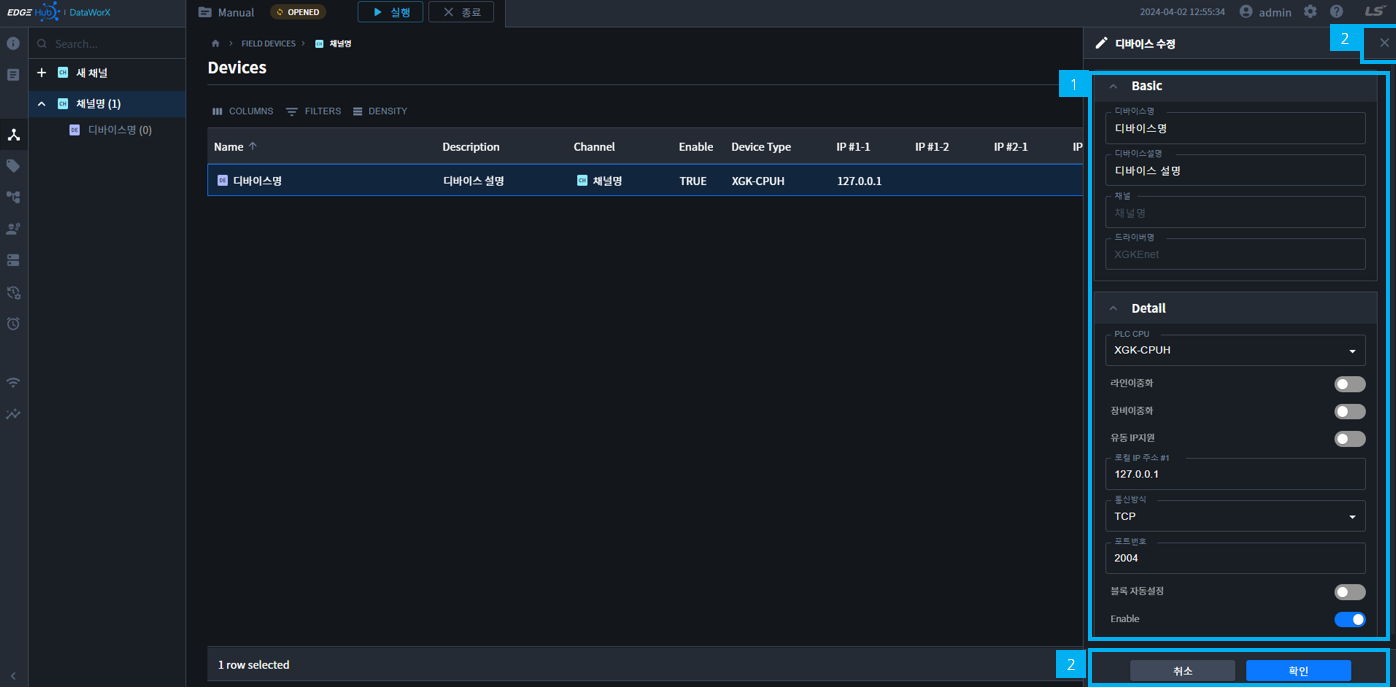 EDGE Hub | DataWorX
Manual
OPENED
실행
종료
2024-04-02 12:55:34
admin
LS
Search...
새 채널
채널명 (1)
디바이스명 (0)
FIELD DEVICES
채널명
Devices
COLUMNS
FILTERS
DENSITY
Name Description Channel Enable Device Type IP #1-1 IP #1-2 IP #2-1 IP
DE 디바이스명 디바이스 설명 CH 채널명 TRUE XGK-CPUH 127.0.0.1
1 row selected
디바이스 수정
2
1
Basic
디바이스명
디바이스명
디바이스설명
디바이스 설명
채널
채널명
드라이버명
XGKEnet
Detail
PLC CPU
XGK-CPUH
라인이중화
장비이중화
유동 IP지원
로컬 IP 주소 #1
127.0.0.1
통신방식
TCP
포트번호
2004
블록 자동설정
Enable
2
취소
확인